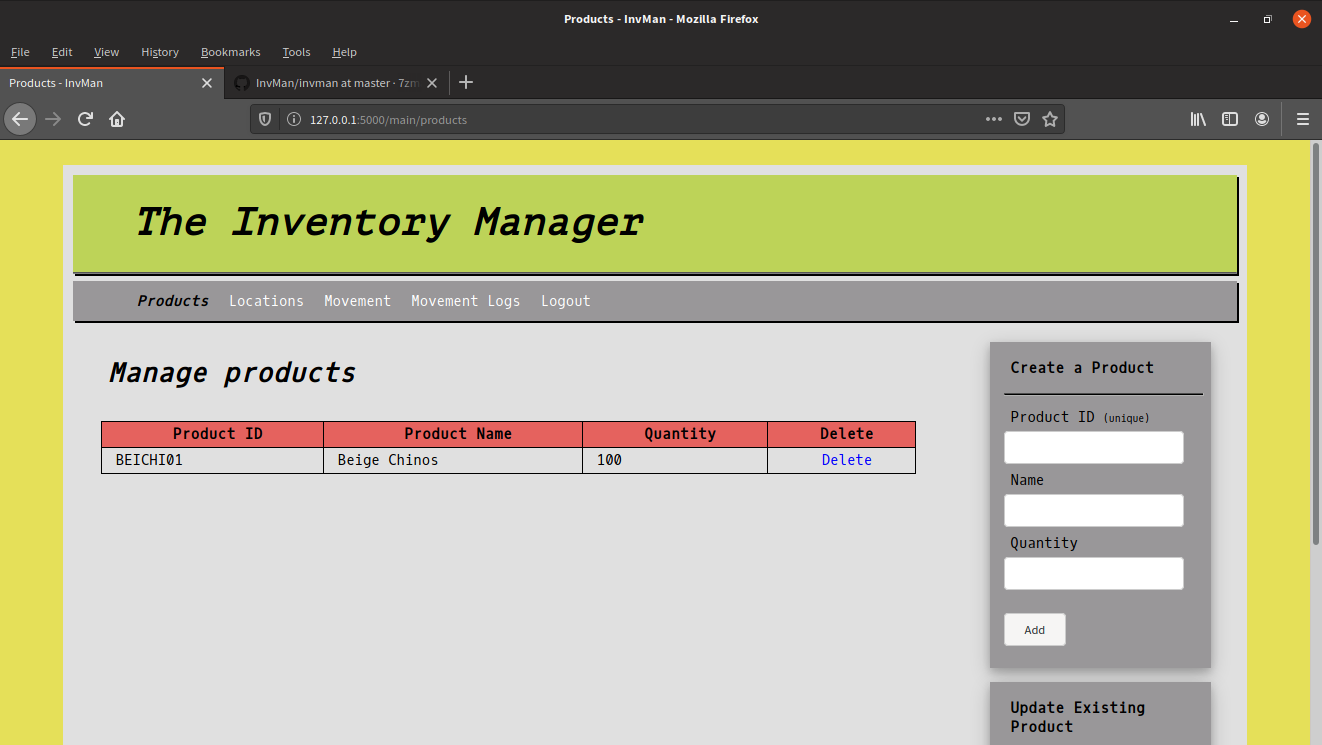 Products - InvMan - Mozilla Firefox
File Edit View History Bookmarks Tools Help
Products - InvMan InvMan/invman at master · 7zm
127.0.0.1:5000/main/products
The Inventory Manager
Products Locations Movement Movement Logs Logout
Manage products
Product ID Product Name Quantity Delete
BEICHI01 Beige Chinos 100 Delete
Create a Product
Product ID (unique)
Name
Quantity
Add
Update Existing
Product